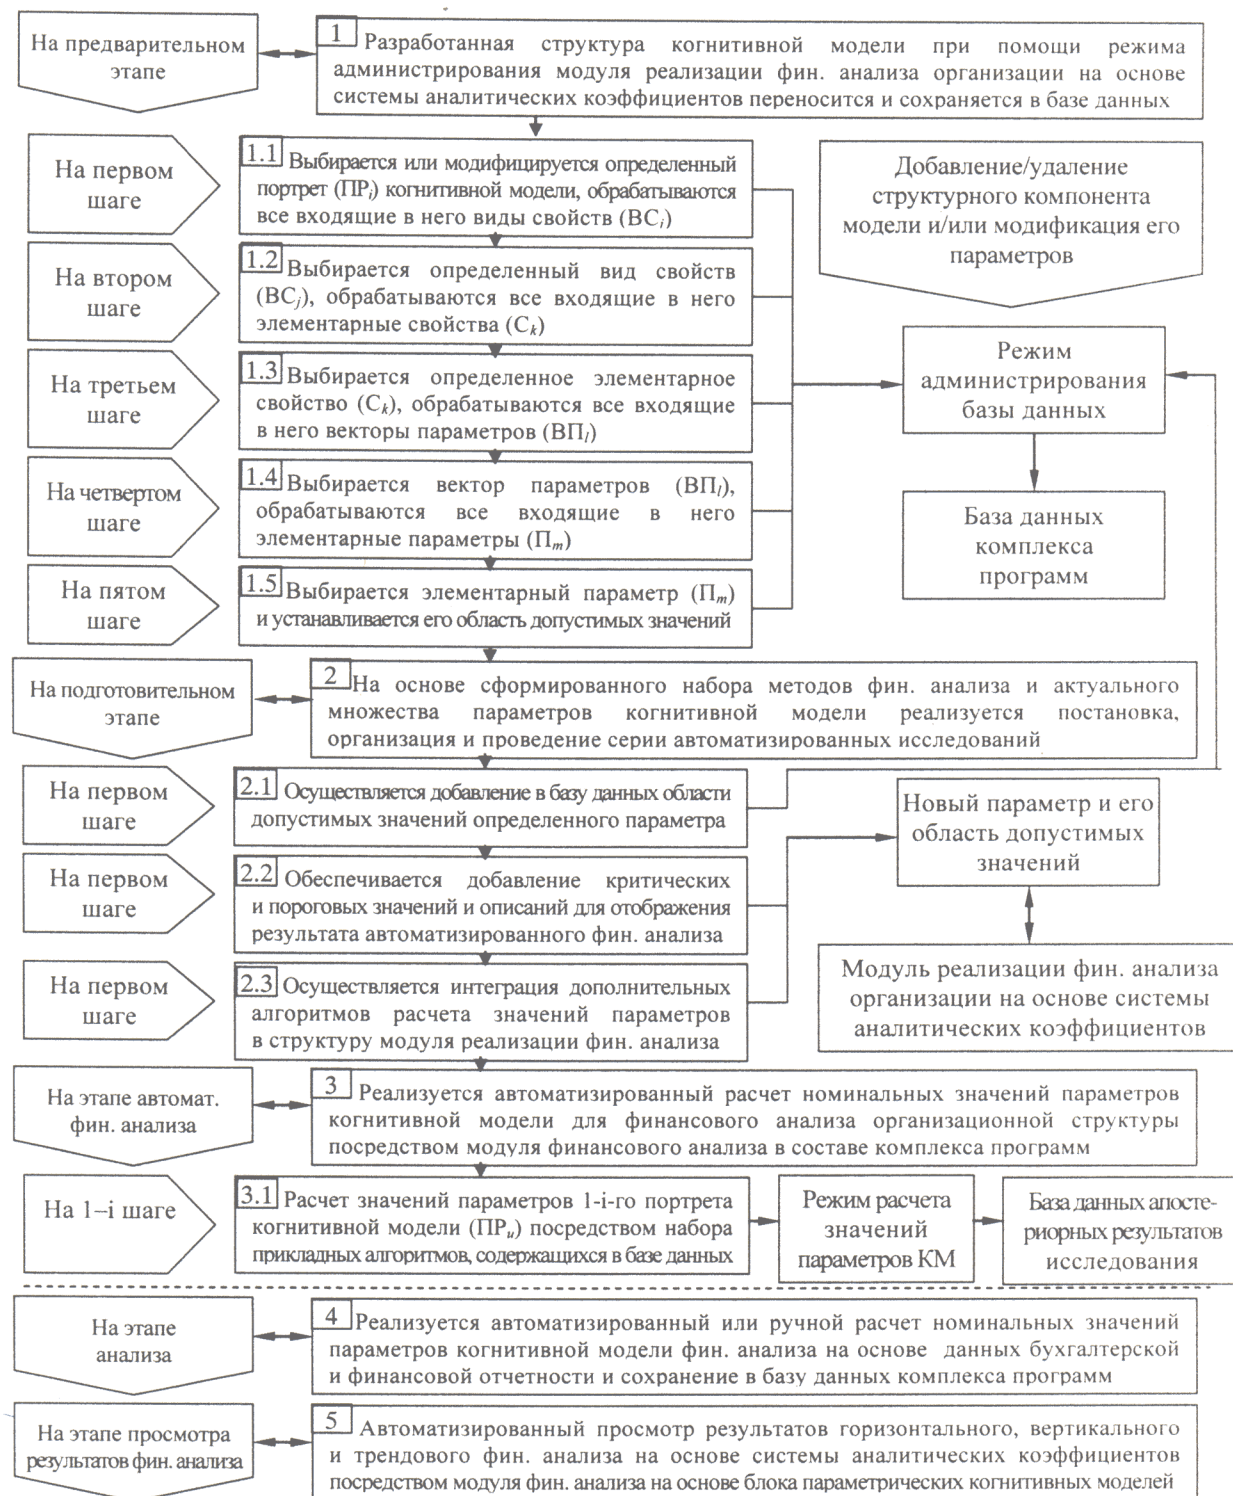 На предварительном
этапе
1 Разработанная структура когнитивной модели при помощи режима
администрирования модуля реализации фин. анализа организации на основе
системы аналитических коэффициентов переносится и сохраняется в базе данных
На первом
шаге
1.1 Выбирается или модифицируется определенный
портрет (ПРi) когнитивной модели, обрабатываются
все входящие в него виды свойств (ВСi)
Добавление/удаление
структурного компонента
модели и/или модификация его
параметров
На втором
шаге
1.2 Выбирается определенный вид свойств
(ВСj), обрабатываются все входящие в него
элементарные свойства (Сk)
Режим
администрирования
базы данных
На третьем
шаге
1.3 Выбирается определенное элементарное
свойство (Сk), обрабатываются все входящие
в него векторы параметров (ВПl)
На четвертом
шаге
1.4 Выбирается вектор параметров (ВПl),
обрабатываются все входящие в него
элементарные параметры (Пm)
База данных
комплекса
программ
На пятом
шаге
1.5 Выбирается элементарный параметр (Пm)
и устанавливается его область допустимых значений
На подготовительном
этапе
2 На основе сформированного набора методов фин. анализа и актуального
множества параметров когнитивной модели реализуется постановка,
организация и проведение серии автоматизированных исследований
На первом
шаге
2.1 Осуществляется добавление в базу данных области
допустимых значений определенного параметра
Новый параметр и его
область допустимых
значений
На первом
шаге
2.2 Обеспечивается добавление критических
и пороговых значений и описаний для отображения
результата автоматизированного фин. анализа
На первом
шаге
2.3 Осуществляется интеграция дополнительных
алгоритмов расчета значений параметров
в структуру модуля реализации фин. анализа
Модуль реализации фин. анализа
организации на основе системы
аналитических коэффициентов
На этапе автомат.
фин. анализа
3 Реализуется автоматизированный расчет номинальных значений параметров
когнитивной модели для финансового анализа организационной структуры
посредством модуля финансового анализа в составе комплекса программ
На 1–i шаге
3.1 Расчет значений параметров 1-i-го портрета
когнитивной модели (ПРu) посредством набора
прикладных алгоритмов, содержащихся в базе данных
Режим расчета
значений
параметров КМ
База данных апосте-
риорных результатов
исследования
На этапе
анализа
4 Реализуется автоматизированный или ручной расчет номинальных значений
параметров когнитивной модели фин. анализа на основе данных бухгалтерской
и финансовой отчетности и сохранение в базу данных комплекса программ
На этапе просмотра
результатов фин. анализа
5 Автоматизированный просмотр результатов горизонтального, вертикального
и трендового фин. анализа на основе системы аналитических коэффициентов
посредством модуля фин. анализа на основе блока параметрических когнитивных моделей